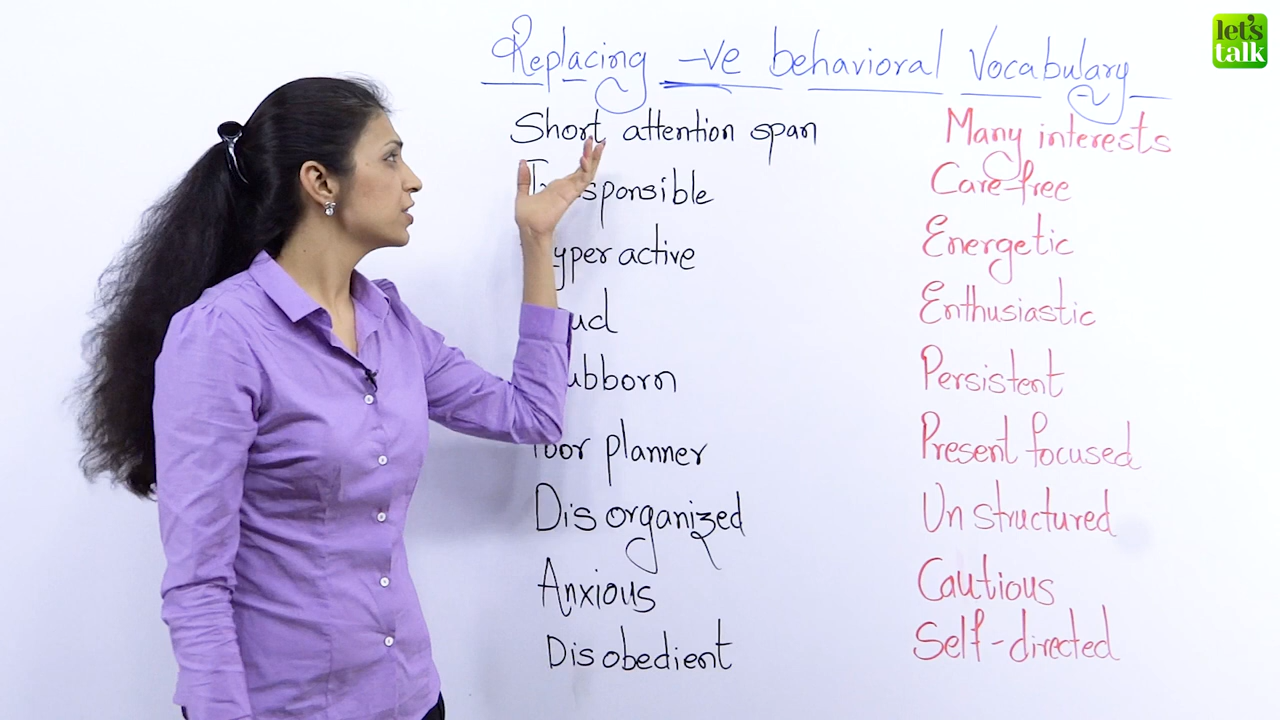 let's
talk
Replacing -ve behavioral Vocabulary
Short attention span Many interests
Care-free
Energetic
Enthusiastic
Persistent
planner Present focused
Disorganized Unstructured
Anxious Cautious
Disobedient Self-directed